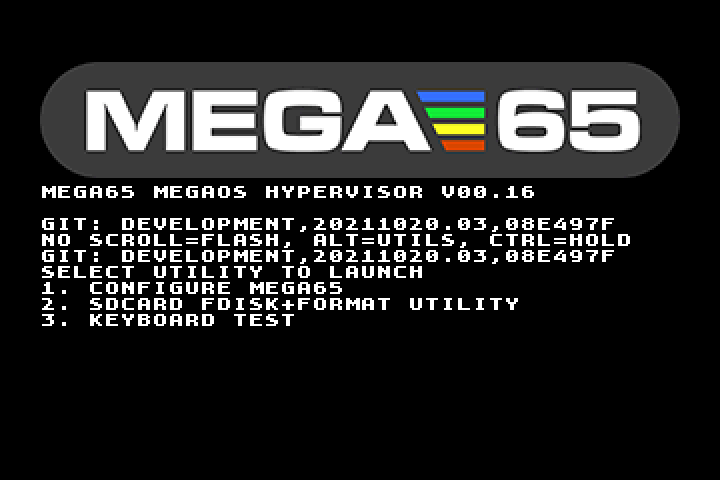 MEGA65
MEGA65 MEGAOS HYPERVISOR V00.16
GIT: DEVELOPMENT,20211020.03,08E497F
NO SCROLL=FLASH, ALT=UTILS, CTRL=HOLD
GIT: DEVELOPMENT,20211020.03,08E497F
SELECT UTILITY TO LAUNCH
1. CONFIGURE MEGA65
2. SDCARD FDISK+FORMAT UTILITY
3. KEYBOARD TEST